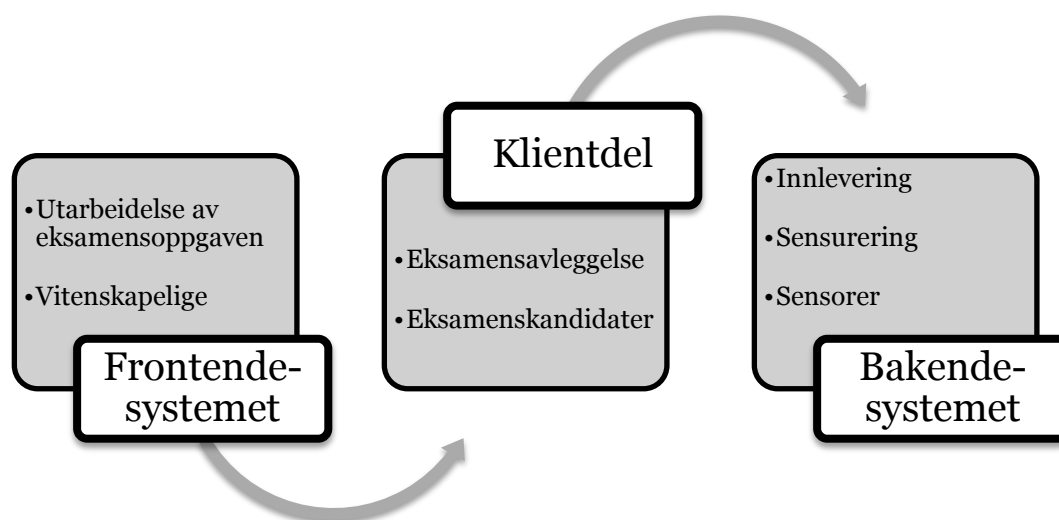 •Utarbeidelse av
eksamensoppgaven
•Vitenskapelige
Frontende-
systemet
Klientdel
•Eksamensavleggelse
•Eksamenskandidater
•Innlevering
•Sensurering
•Sensorer
Bakende-
systemet